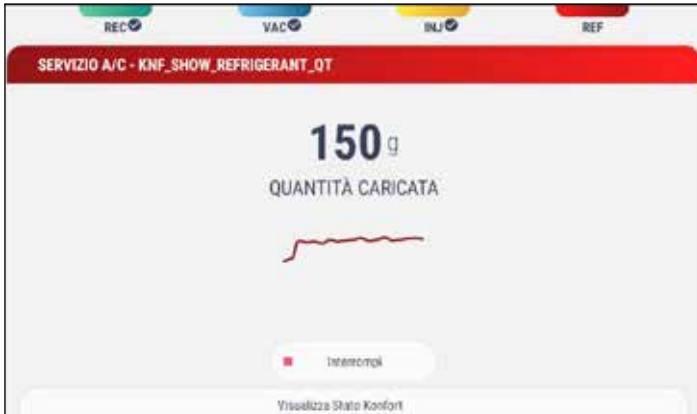 REC VAC INJ REF
SERVIZIO A/C - KNF_SHOW_REFRIGERANT_QT
150 g
QUANTITÀ CARICATA
Interrompi
Visualizza Stato Konfort